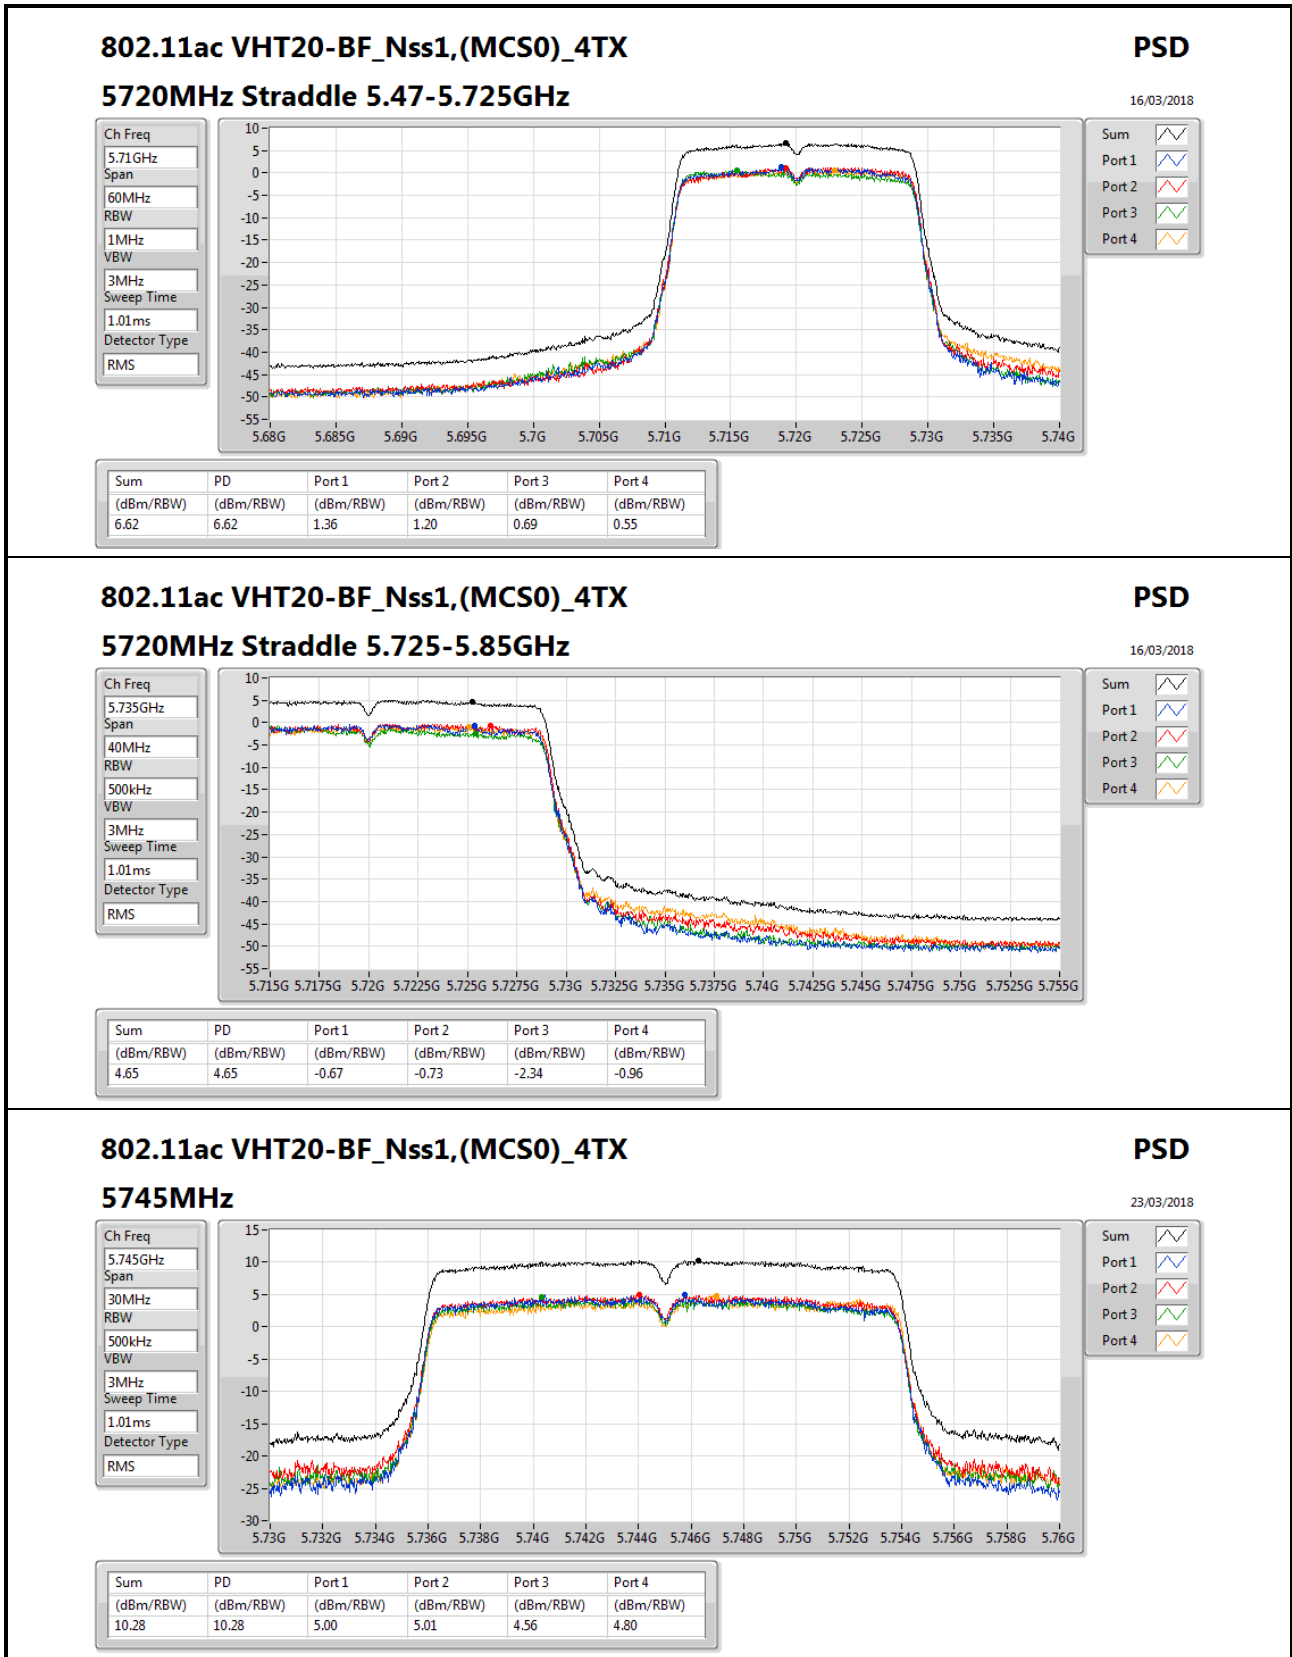 802.11ac VHT20-BF_Nss1,(MCS0)_4TX PSD
5720MHz Straddle 5.47-5.725GHz 16/03/2018
Ch Freq
5.71GHz
Span
60MHz
RBW
1MHz
VBW
3MHz
Sweep Time
1.01ms
Detector Type
RMS
10
5
0
-5
-10
-15
-20
-25
-30
-35
-40
-45
-50
-55
5.68G 5.685G 5.69G 5.695G 5.7G 5.705G 5.71G 5.715G 5.72G 5.725G 5.73G 5.735G 5.74G
Sum
Port 1
Port 2
Port 3
Port 4
Sum PD Port 1 Port 2 Port 3 Port 4
(dBm/RBW) (dBm/RBW) (dBm/RBW) (dBm/RBW) (dBm/RBW) (dBm/RBW)
6.62 6.62 1.36 1.20 0.69 0.55
802.11ac VHT20-BF_Nss1,(MCS0)_4TX PSD
5720MHz Straddle 5.725-5.85GHz 16/03/2018
Ch Freq
5.735GHz
Span
40MHz
RBW
500kHz
VBW
3MHz
Sweep Time
1.01ms
Detector Type
RMS
10
5
0
-5
-10
-15
-20
-25
-30
-35
-40
-45
-50
-55
5.715G 5.7175G 5.72G 5.7225G 5.725G 5.7275G 5.73G 5.7325G 5.735G 5.7375G 5.74G 5.7425G 5.745G 5.7475G 5.75G 5.7525G 5.755G
Sum
Port 1
Port 2
Port 3
Port 4
Sum PD Port 1 Port 2 Port 3 Port 4
(dBm/RBW) (dBm/RBW) (dBm/RBW) (dBm/RBW) (dBm/RBW) (dBm/RBW)
4.65 4.65 -0.67 -0.73 -2.34 -0.96
802.11ac VHT20-BF_Nss1,(MCS0)_4TX PSD
5745MHz 23/03/2018
Ch Freq
5.745GHz
Span
30MHz
RBW
500kHz
VBW
3MHz
Sweep Time
1.01ms
Detector Type
RMS
15
10
5
0
-5
-10
-15
-20
-25
-30
5.73G 5.732G 5.734G 5.736G 5.738G 5.74G 5.742G 5.744G 5.746G 5.748G 5.75G 5.752G 5.754G 5.756G 5.758G 5.76G
Sum
Port 1
Port 2
Port 3
Port 4
Sum PD Port 1 Port 2 Port 3 Port 4
(dBm/RBW) (dBm/RBW) (dBm/RBW) (dBm/RBW) (dBm/RBW) (dBm/RBW)
10.28 10.28 5.00 5.01 4.56 4.80